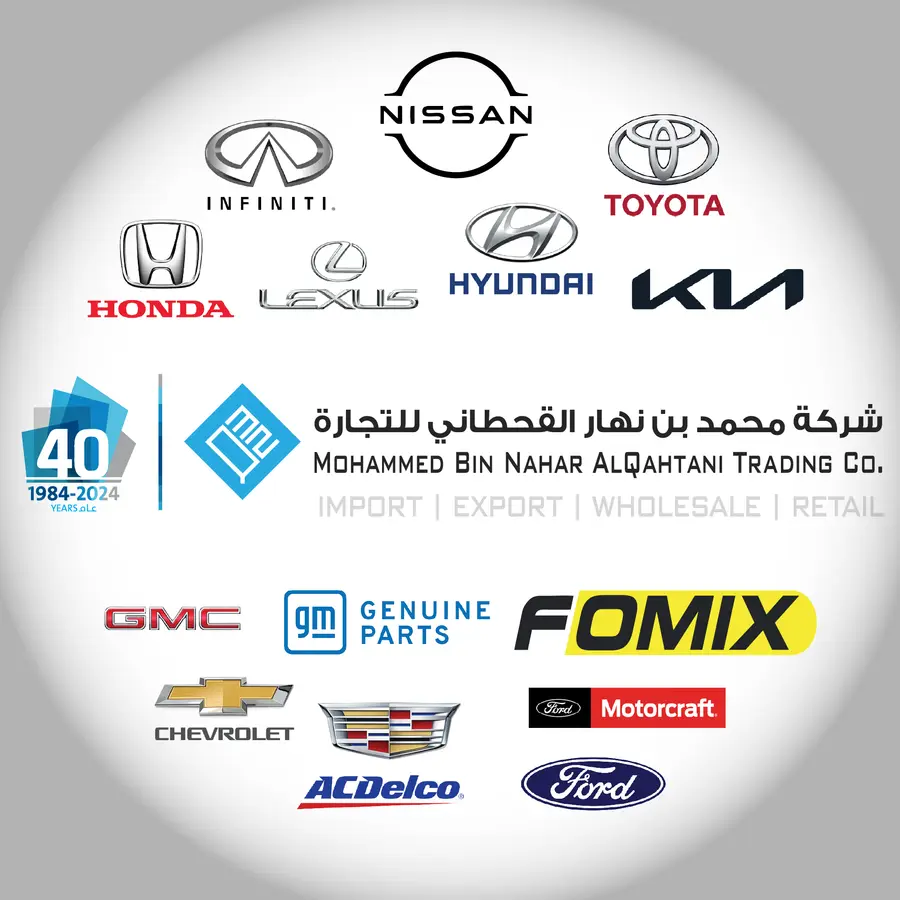 NISSAN
INFINITI
TOYOTA
HONDA
LEXUS
HYUNDAI
KIA
40
1984-2024
YEARS عـام
شركة محمد بن نهار القحطاني للتجارة
MOHAMMED BIN NAHAR ALQAHTANI TRADING CO.
IMPORT | EXPORT | WHOLESALE | RETAIL
GMC
gm GENUINE
PARTS
FOMIX
CHEVROLET
Ford Motorcraft
ACDelco
Ford